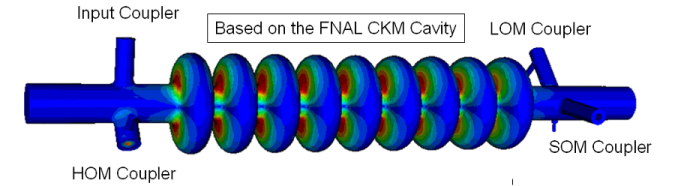 Input Coupler
Based on the FNAL CKM Cavity
LOM Coupler
HOM Coupler
SOM Coupler